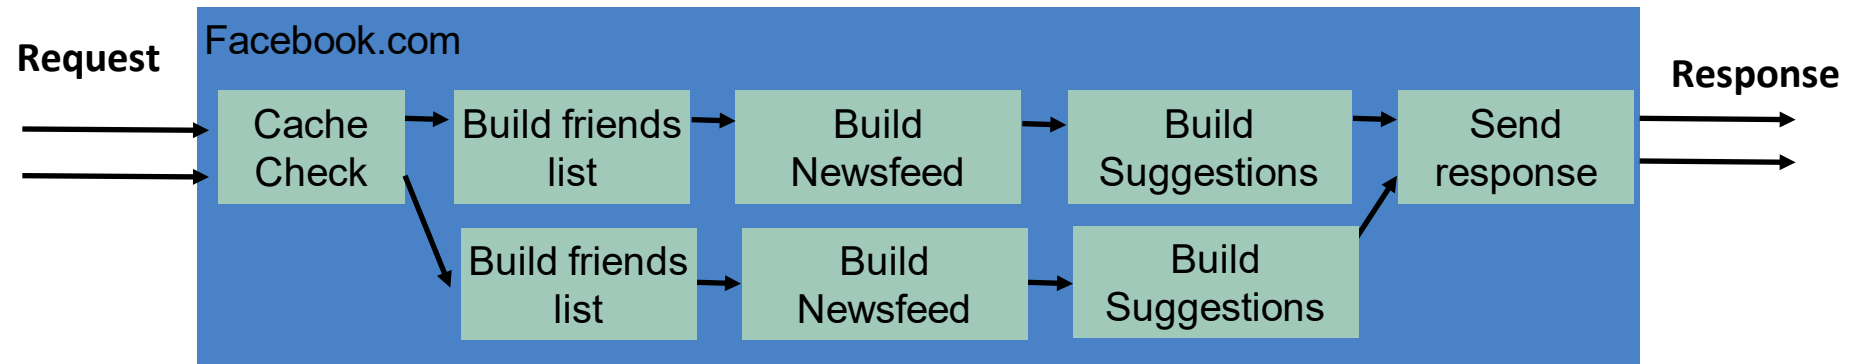 Request
Facebook.com
Response
Cache
Check
Build friends
list
Build
Newsfeed
Build
Suggestions
Send
response
Build friends
list
Build
Newsfeed
Build
Suggestions